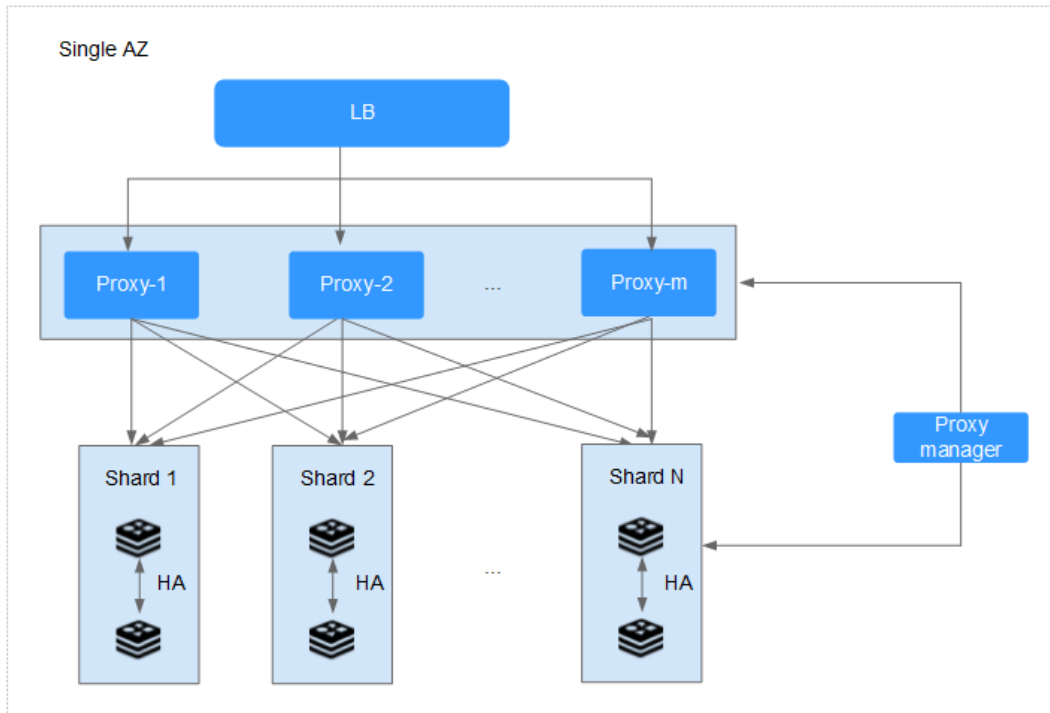 Single AZ
LB
Proxy-1
Proxy-2
...
Proxy-m
Proxy
manager
Shard 1
Shard 2
Shard N
HA
HA
...
HA